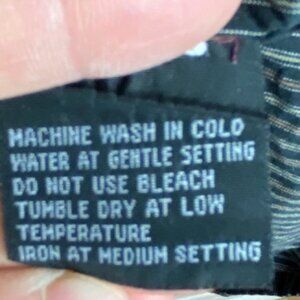 MACHINE WASH IN COLD
WATER AT GENTLE SETTING
DO NOT USE BLEACH
TUMBLE DRY AT LOW
TEMPERATURE
IRON AT MEDIUM SETTING